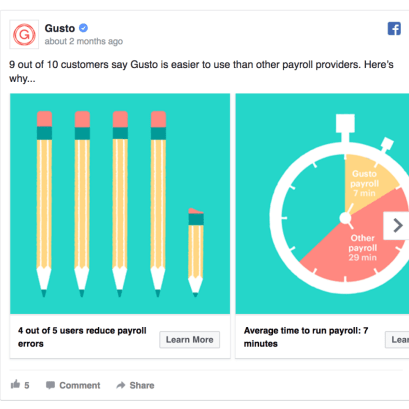 Gusto
about 2 months ago
9 out of 10 customers say Gusto is easier to use than other payroll providers. Here's
why...
Gusto
payroll
7 min
Other
payroll
29 min
4 out of 5 users reduce payroll
errors
Learn More
Average time to run payroll: 7
minutes
Lear
5
Comment
Share